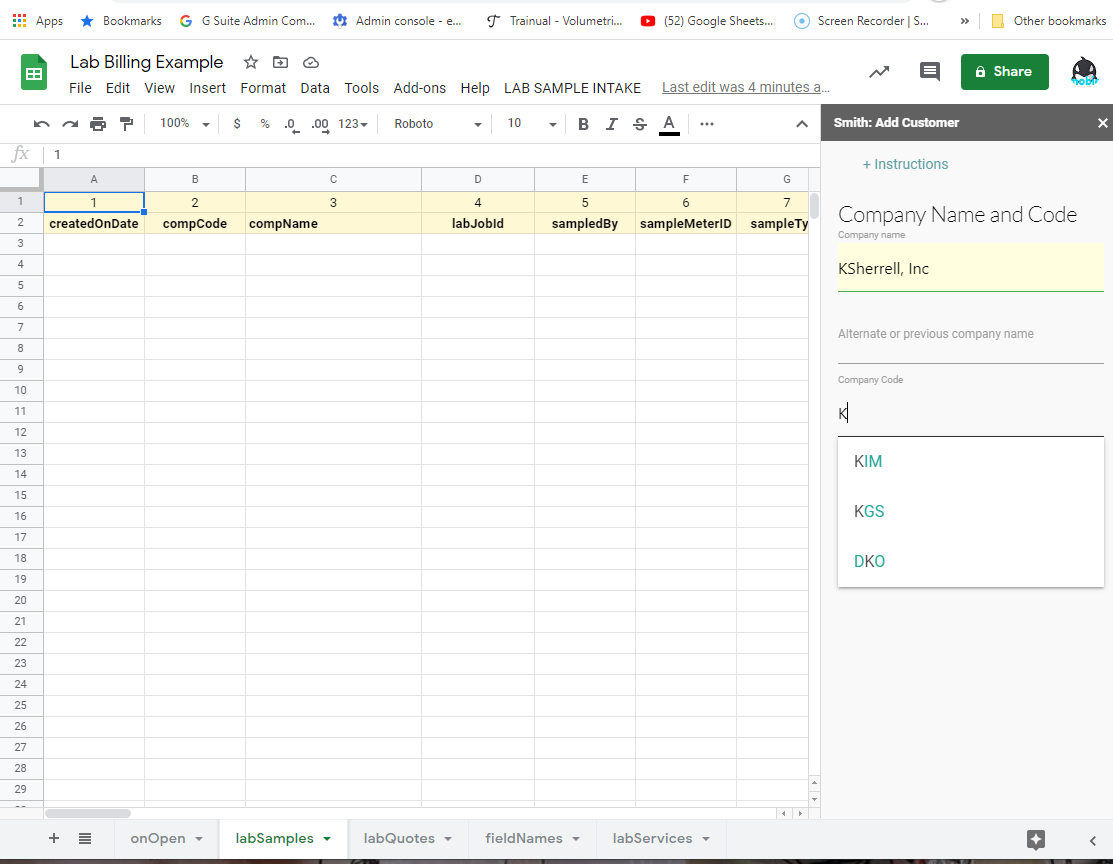 Apps Bookmarks G Suite Admin Com... Admin console - e... Trainual - Volumetri... (52) Google Sheets... Screen Recorder | S... » Other bookmarks
Lab Billing Example
File Edit View Insert Format Data Tools Add-ons Help LAB SAMPLE INTAKE Last edit was 4 minutes a...
Share
100% $ % .0 .00 123 Roboto 10 B I S A
fx 1
A B C D E F G
1 1 2 3 4 5 6 7
2 createdOnDate compCode compName labJobId sampledBy sampleMeterID sampleTy
3
4
5
6
7
8
9
10
11
12
13
14
15
16
17
18
19
20
21
22
23
24
25
26
27
28
29
+ onOpen labSamples labQuotes fieldNames labServices
Smith: Add Customer ×
+ Instructions
Company Name and Code
Company name
KSherrell, Inc
Alternate or previous company name
Company Code
K
KIM
KGS
DKO